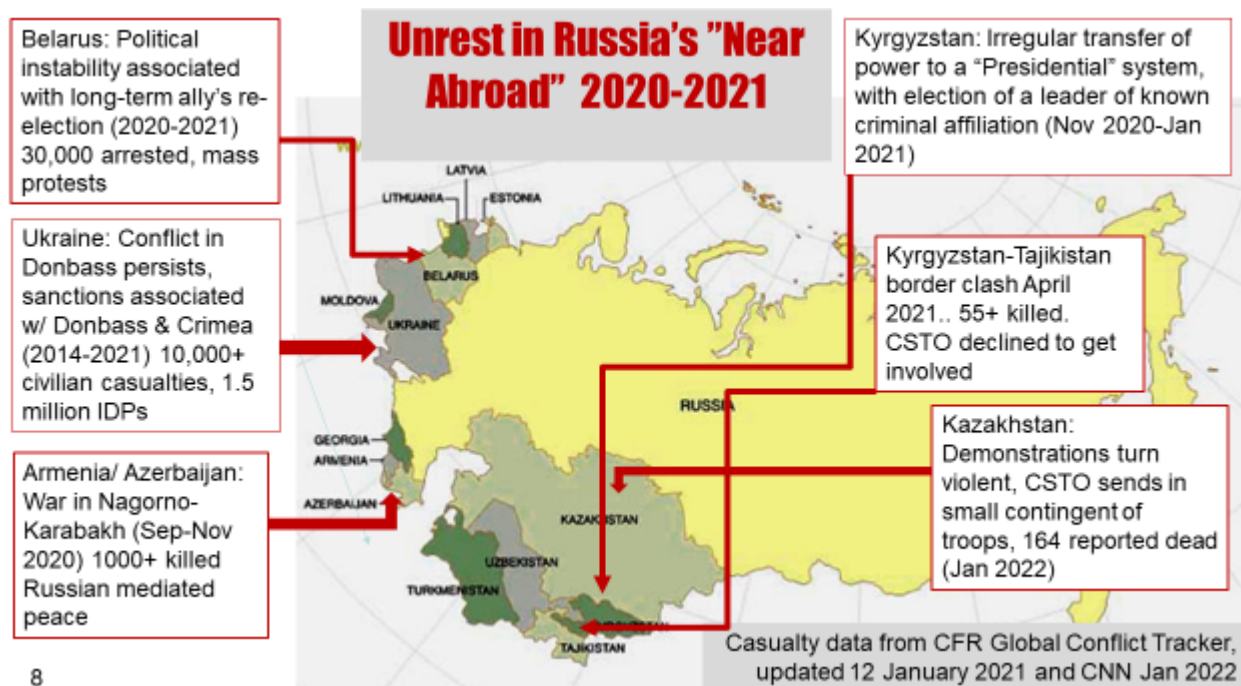 Unrest in Russia's "Near
Abroad" 2020-2021
Belarus: Political
instability associated
with long-term ally's re-
election (2020-2021)
30,000 arrested, mass
protests
Ukraine: Conflict in
Donbass persists,
sanctions associated
w/ Donbass & Crimea
(2014-2021) 10,000+
civilian casualties, 1.5
million IDPs
Armenia/ Azerbaijan:
War in Nagorno-
Karabakh (Sep-Nov
2020) 1000+ killed
Russian mediated
peace
Kyrgyzstan: Irregular transfer of
power to a "Presidential" system,
with election of a leader of known
criminal affiliation (Nov 2020-Jan
2021)
Kyrgyzstan-Tajikistan
border clash April
2021.. 55+ killed.
CSTO declined to get
involved
Kazakhstan:
Demonstrations turn
violent, CSTO sends in
small contingent of
troops, 164 reported dead
(Jan 2022)
LATVIA
LITHUANIA
ESTONIA
BELARUS
MOLDOVA
UKRAINE
RUSSIA
GEORGIA
ARMENIA
AZERBAIJAN
KAZAKHSTAN
UZBEKISTAN
TURKMENISTAN
TAJIKISTAN
Casualty data from CFR Global Conflict Tracker,
updated 12 January 2021 and CNN Jan 2022
8